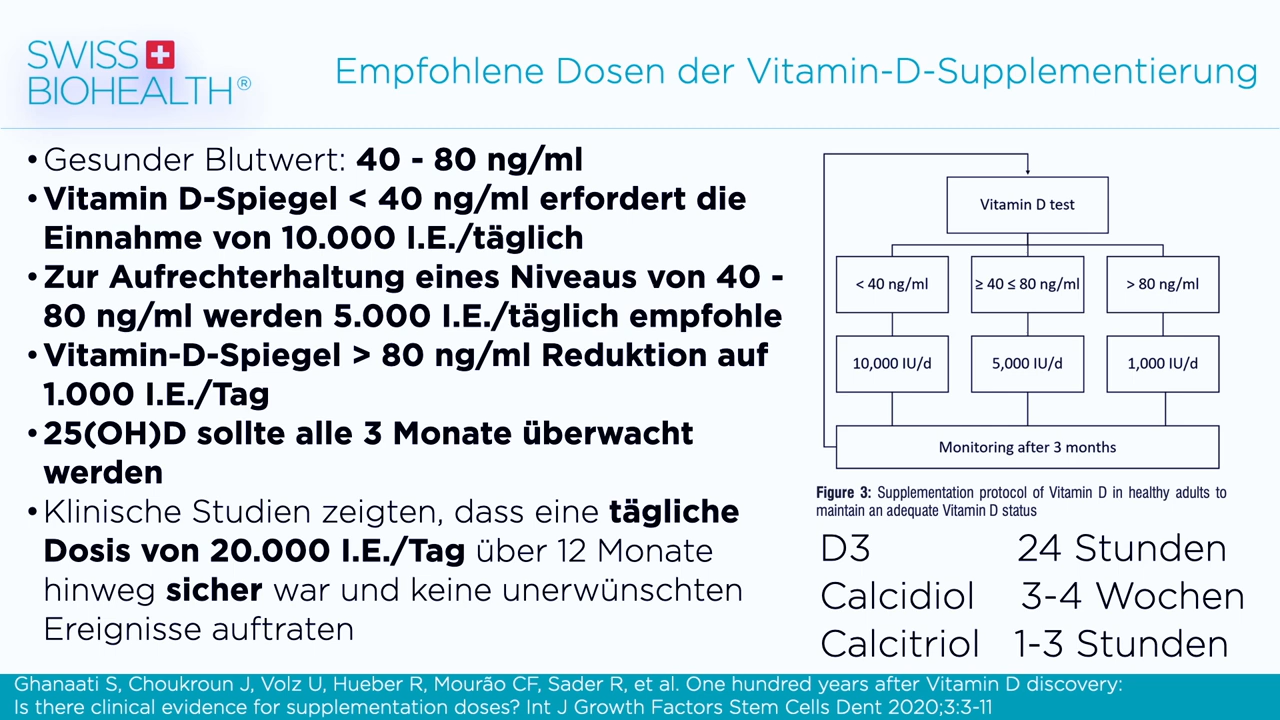 SWISS
BIOHEALTH®
Empfohlene Dosen der Vitamin-D-Supplementierung
• Gesunder Blutwert: 40 - 80 ng/ml
• Vitamin D-Spiegel < 40 ng/ml erfordert die
Einnahme von 10.000 I.E./täglich
• Zur Aufrechterhaltung eines Niveaus von 40 -
80 ng/ml werden 5.000 I.E./täglich empfohle
• Vitamin-D-Spiegel > 80 ng/ml Reduktion auf
1.000 I.E./Tag
• 25(OH)D sollte alle 3 Monate überwacht
werden
• Klinische Studien zeigten, dass eine tägliche
Dosis von 20.000 I.E./Tag über 12 Monate
hinweg sicher war und keine unerwünschten
Ereignisse auftraten
Vitamin D test
< 40 ng/ml
≥ 40 ≤ 80 ng/ml
> 80 ng/ml
10,000 IU/d
5,000 IU/d
1,000 IU/d
Monitoring after 3 months
Figure 3: Supplementation protocol of Vitamin D in healthy adults to
maintain an adequate Vitamin D status
D3 24 Stunden
Calcidiol 3-4 Wochen
Calcitriol 1-3 Stunden
Ghanaati S, Choukroun J, Volz U, Hueber R, Mourão CF, Sader R, et al. One hundred years after Vitamin D discovery:
Is there clinical evidence for supplementation doses? Int J Growth Factors Stem Cells Dent 2020;3:3-11